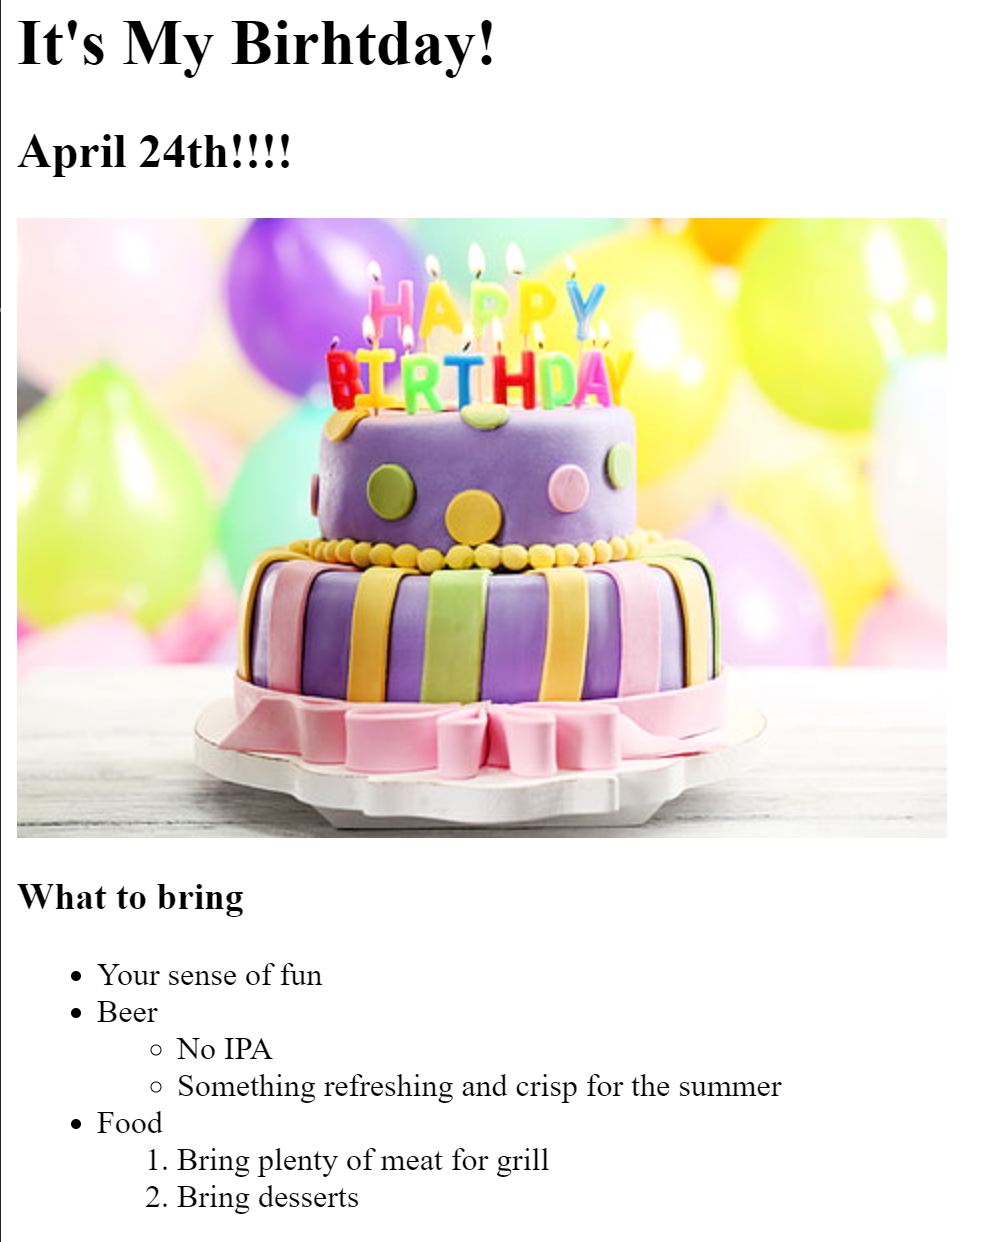 It's My Birhtday!
April 24th!!!!
HAPPY
BIRTHDAY
What to bring
• Your sense of fun
• Beer
○ No IPA
○ Something refreshing and crisp for the summer
• Food
1. Bring plenty of meat for grill
2. Bring desserts